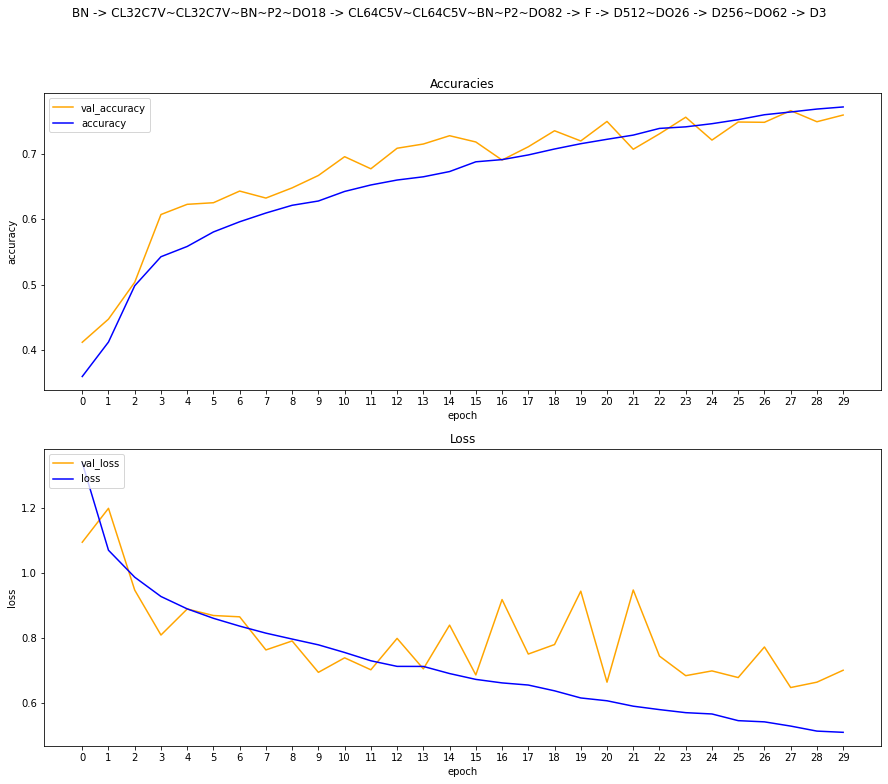 BN -> CL32C7V~CL32C7V~BN~P2~DO18 -> CL64C5V~CL64C5V~BN~P2~DO82 -> F -> D512~DO26 -> D256~DO62 -> D3
Accuracies
val_accuracy
accuracy
0.7
0.6
0.5
0.4
accuracy
0 1 2 3 4 5 6 7 8 9 10 11 12 13 14 15 16 17 18 19 20 21 22 23 24 25 26 27 28 29
epoch
Loss
val_loss
loss
1.2
1.0
0.8
0.6
loss
0 1 2 3 4 5 6 7 8 9 10 11 12 13 14 15 16 17 18 19 20 21 22 23 24 25 26 27 28 29
epoch